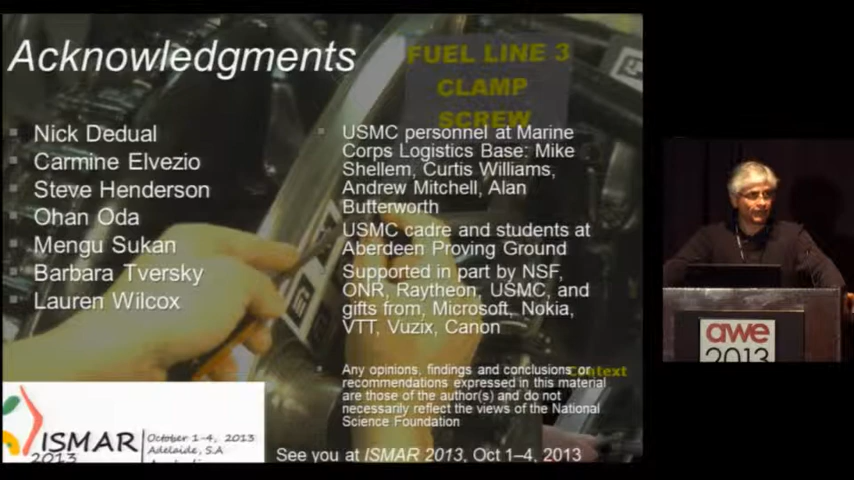 Acknowledgments
FUEL LINE 3
CLAMP
SCREW
Nick Dedual
Carmine Elvezio
Steve Henderson
Ohan Oda
Mengu Sukan
Barbara Tversky
Lauren Wilcox
USMC personnel at Marine
Corps Logistics Base: Mike
Shellem, Curtis Williams,
Andrew Mitchell, Alan
Butterworth
USMC cadre and students at
Aberdeen Proving Ground
Supported in part by NSF,
ONR, Raytheon, USMC, and
gifts from, Microsoft, Nokia,
VTT, Vuzix, Canon
Any opinions, findings and conclusions or
recommendations expressed in this material
are those of the author(s) and do not
necessarily reflect the views of the National
Science Foundation
Context
ISMAR
2013
October 1-4, 2013
Adelaide, S.A
See you at ISMAR 2013, Oct 1–4, 2013
awe
2013